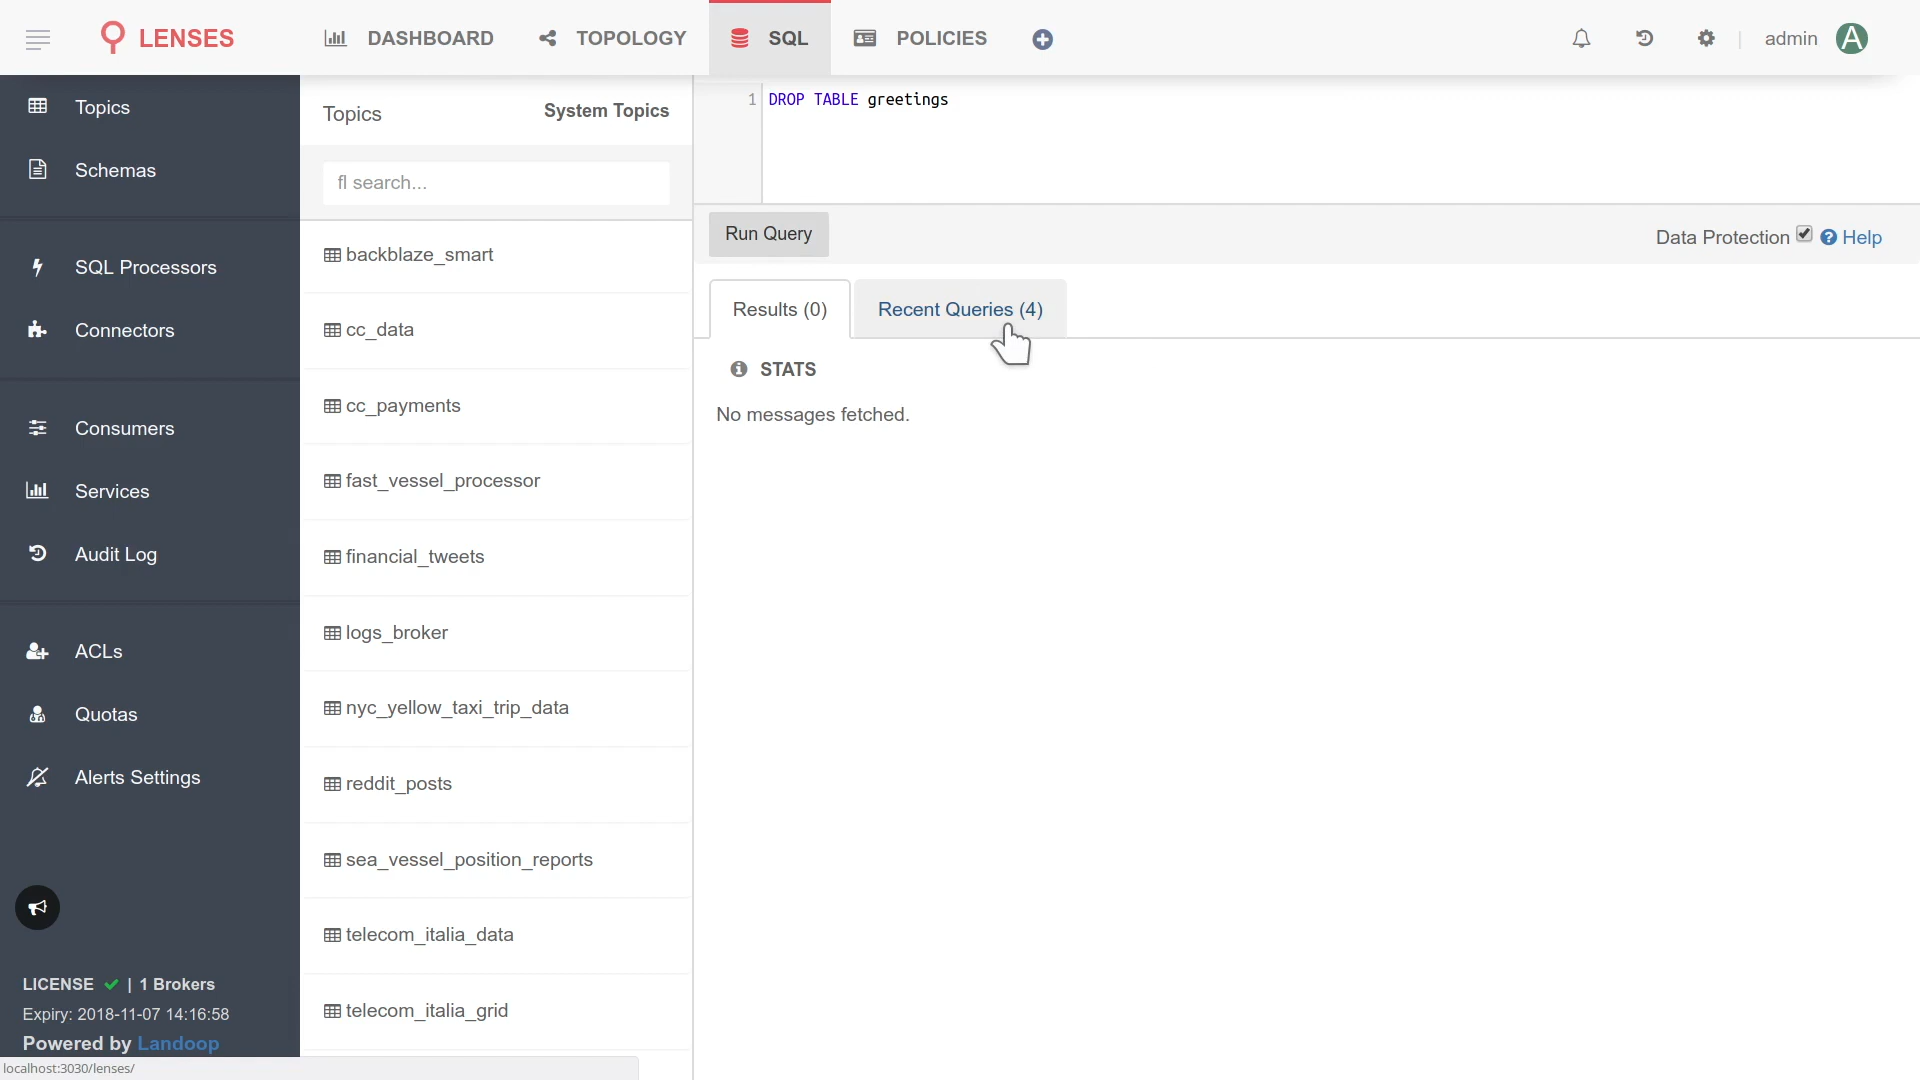 LENSES
DASHBOARD
TOPOLOGY
SQL
POLICIES
admin
A
Topics
Schemas
SQL Processors
Connectors
Consumers
Services
Audit Log
ACLs
Quotas
Alerts Settings
LICENSE | 1 Brokers
Expiry: 2018-11-07 14:16:58
Powered by Landoop
localhost:3030/lenses/
Topics
System Topics
fl search...
backblaze_smart
cc_data
cc_payments
fast_vessel_processor
financial_tweets
logs_broker
nyc_yellow_taxi_trip_data
reddit_posts
sea_vessel_position_reports
telecom_italia_data
telecom_italia_grid
1 DROP TABLE greetings
Run Query
Data Protection
Help
Results (0)
Recent Queries (4)
STATS
No messages fetched.